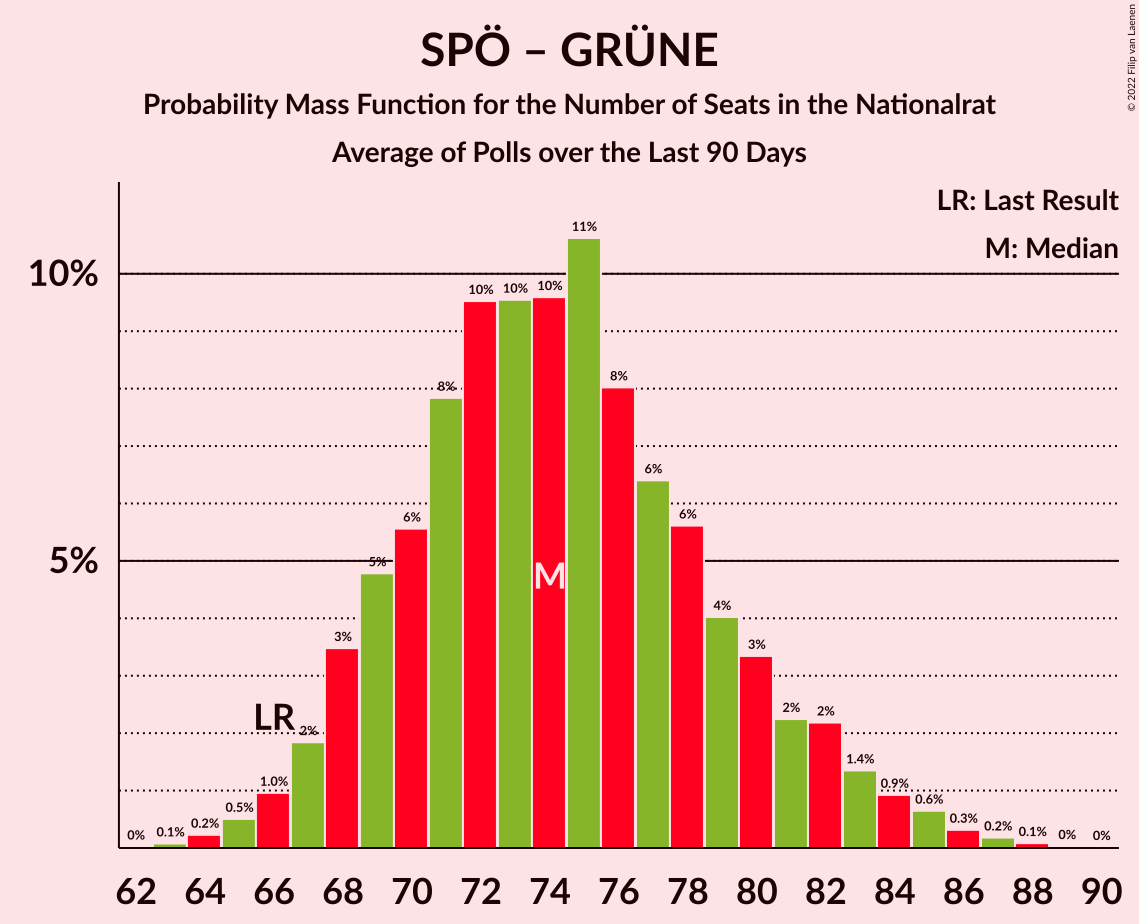 SPÖ – GRÜNE
Probability Mass Function for the Number of Seats in the Nationalrat
Average of Polls over the Last 90 Days
© 2022 Filip van Laenen
LR: Last Result
M: Median
10%
5%
0% 0.1% 0.2% 0.5% 1.0% 2% 3% 5% 6% 8% 10% 10% 10% 11% 8% 6% 6% 4% 3% 2% 2% 1.4% 0.9% 0.6% 0.3% 0.2% 0.1% 0% 0%
LR
M
62 64 66 68 70 72 74 76 78 80 82 84 86 88 90